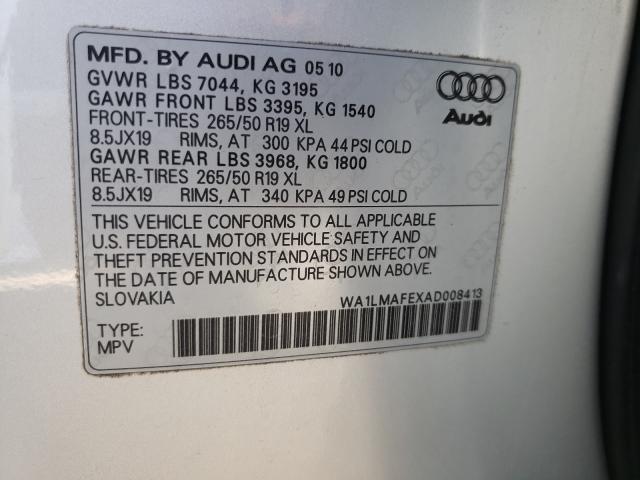 MFD. BY AUDI AG 05 10
GVWR LBS 7044, KG 3195
GAWR FRONT LBS 3395, KG 1540
FRONT-TIRES 265/50 R19 XL
8.5JX19 RIMS, AT 300 KPA 44 PSI COLD
GAWR REAR LBS 3968, KG 1800
REAR-TIRES 265/50 R19 XL
8.5JX19 RIMS, AT 340 KPA 49 PSI COLD
Audi
THIS VEHICLE CONFORMS TO ALL APPLICABLE
U.S. FEDERAL MOTOR VEHICLE SAFETY AND
THEFT PREVENTION STANDARDS IN EFFECT ON
THE DATE OF MANUFACTURE SHOWN ABOVE.
SLOVAKIA WA1LMAFEXAD008413
TYPE:
MPV